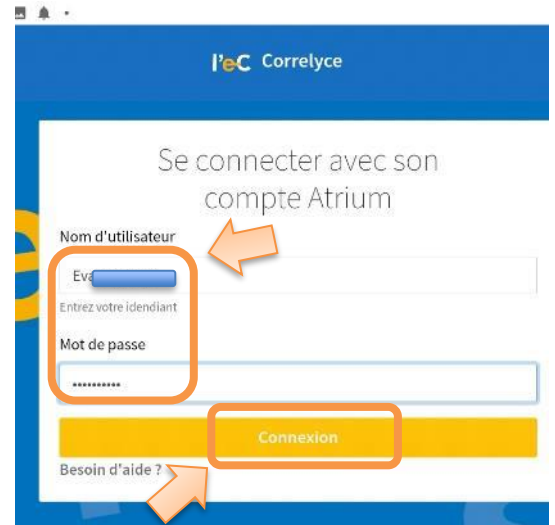 l'eC Correlyce
Se connecter avec son
compte Atrium
Nom d'utilisateur
Eva
Entrez votre idendiant
Mot de passe
••••••••••
Connexion
Besoin d'aide ?